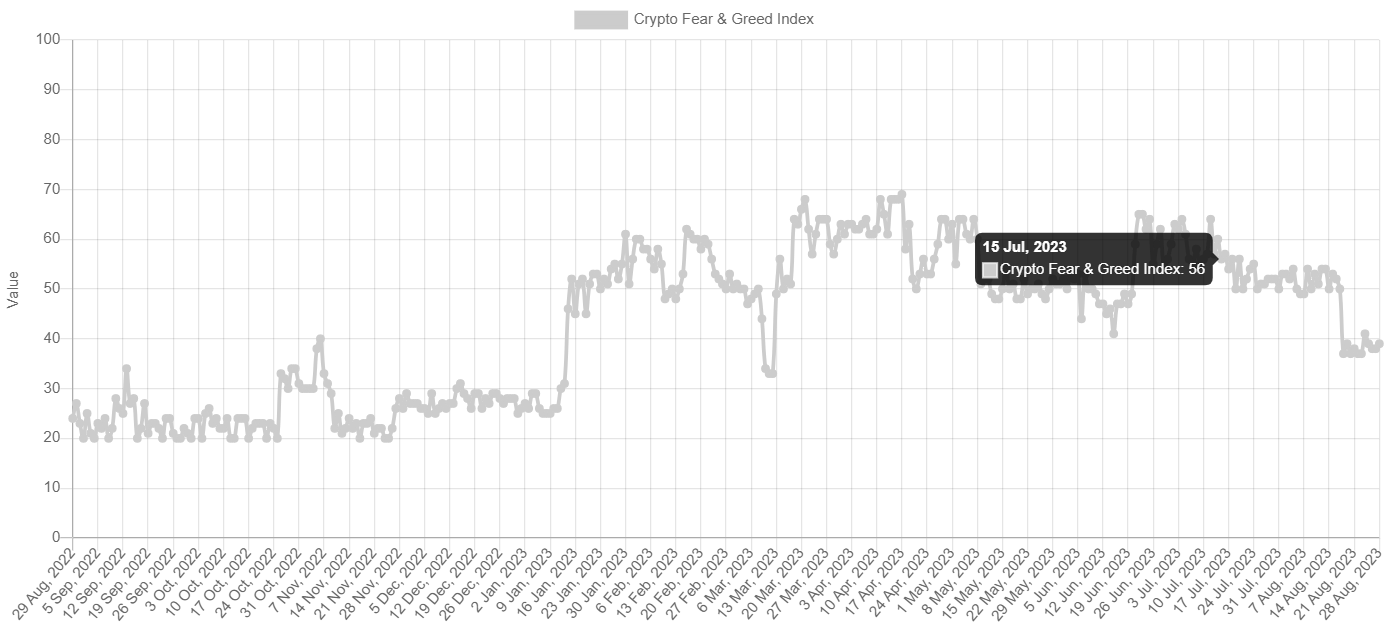 Crypto Fear & Greed Index
100
90
80
70
60
50
40
30
20
10
0
Value
15 Jul, 2023
Crypto Fear & Greed Index: 56
29 Aug, 2022
5 Sep, 2022
12 Sep, 2022
19 Sep, 2022
26 Sep, 2022
3 Oct, 2022
10 Oct, 2022
17 Oct, 2022
24 Oct, 2022
31 Oct, 2022
7 Nov, 2022
14 Nov, 2022
21 Nov, 2022
28 Nov, 2022
5 Dec, 2022
12 Dec, 2022
19 Dec, 2022
26 Dec, 2022
2 Jan, 2023
9 Jan, 2023
16 Jan, 2023
23 Jan, 2023
30 Jan, 2023
6 Feb, 2023
13 Feb, 2023
20 Feb, 2023
27 Feb, 2023
6 Mar, 2023
13 Mar, 2023
20 Mar, 2023
27 Mar, 2023
3 Apr, 2023
10 Apr, 2023
17 Apr, 2023
24 Apr, 2023
1 May, 2023
8 May, 2023
15 May, 2023
22 May, 2023
29 May, 2023
5 Jun, 2023
12 Jun, 2023
19 Jun, 2023
26 Jun, 2023
3 Jul, 2023
10 Jul, 2023
17 Jul, 2023
24 Jul, 2023
31 Jul, 2023
7 Aug, 2023
14 Aug, 2023
21 Aug, 2023
28 Aug, 2023